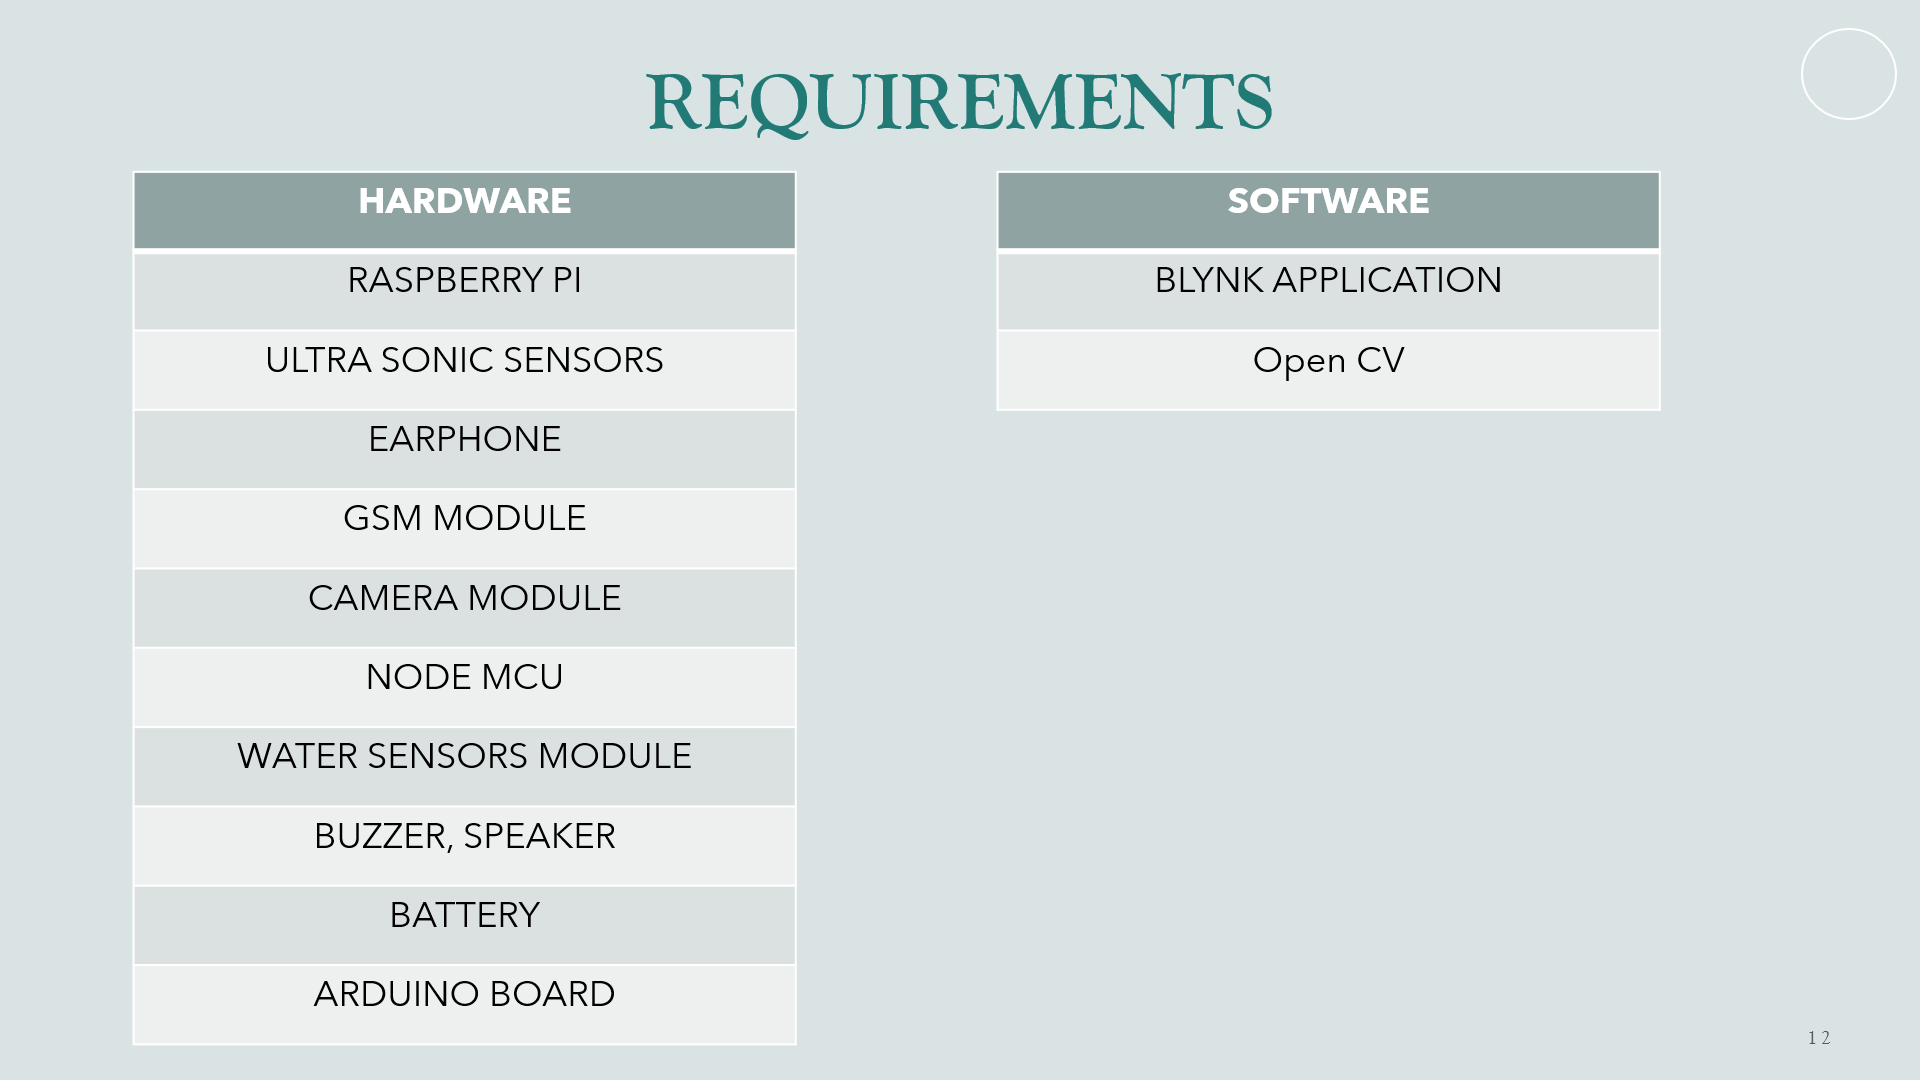 REQUIREMENTS
HARDWARE
RASPBERRY PI
ULTRA SONIC SENSORS
EARPHONE
GSM MODULE
CAMERA MODULE
NODE MCU
WATER SENSORS MODULE
BUZZER, SPEAKER
BATTERY
ARDUINO BOARD
SOFTWARE
BLYNK APPLICATION
Open CV
12